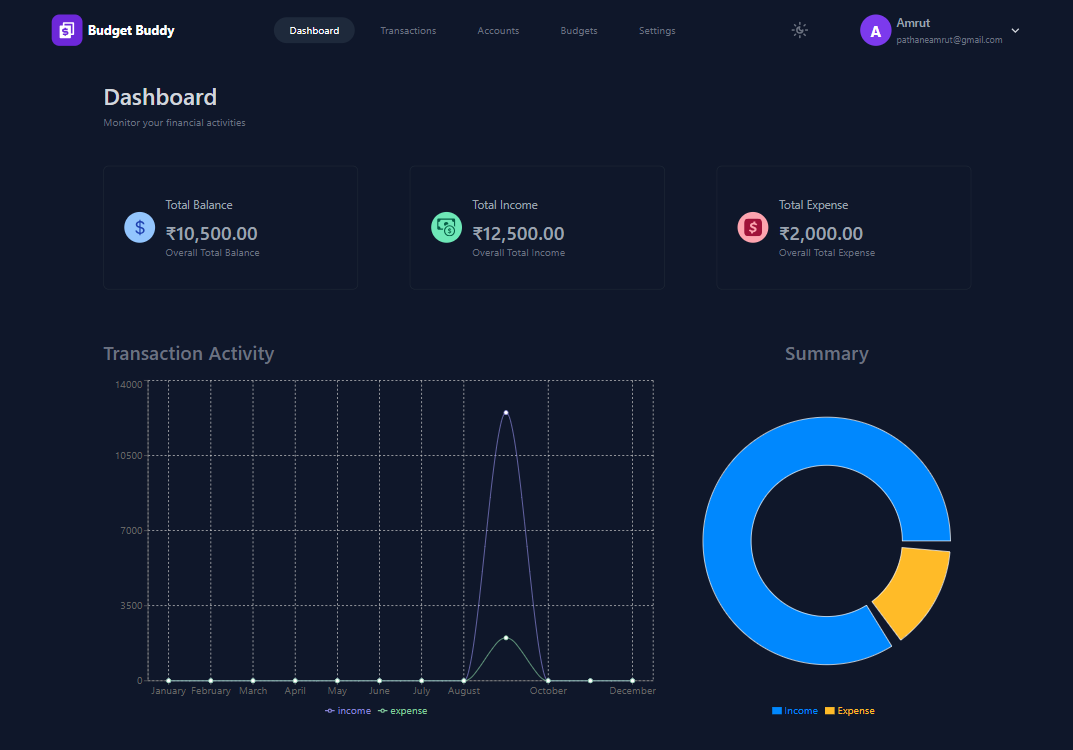 Budget Buddy
Dashboard
Transactions
Accounts
Budgets
Settings
A
Amrut
pathaneamrut@gmail.com
Dashboard
Monitor your financial activities
$
Total Balance
₹10,500.00
Overall Total Balance
Total Income
₹12,500.00
Overall Total Income
$
Total Expense
₹2,000.00
Overall Total Expense
Transaction Activity
14000
10500
7000
3500
0
January February March April May June July August October December
income expense
Summary
Income Expense